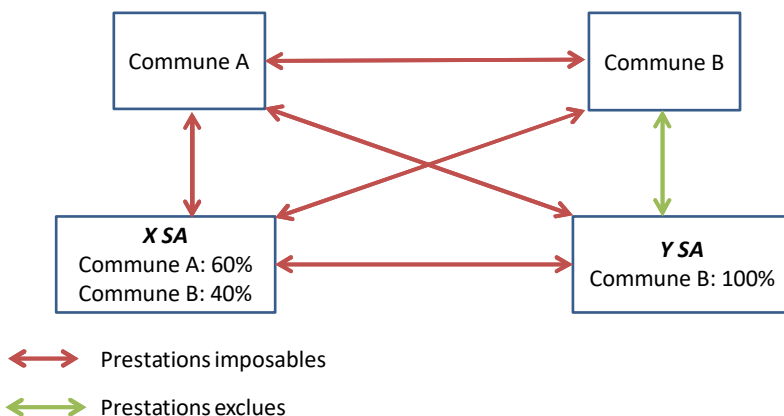 Commune A
Commune B
X SA
Commune A: 60%
Commune B: 40%
Y SA
Commune B: 100%
Prestations imposables
Prestations exclues